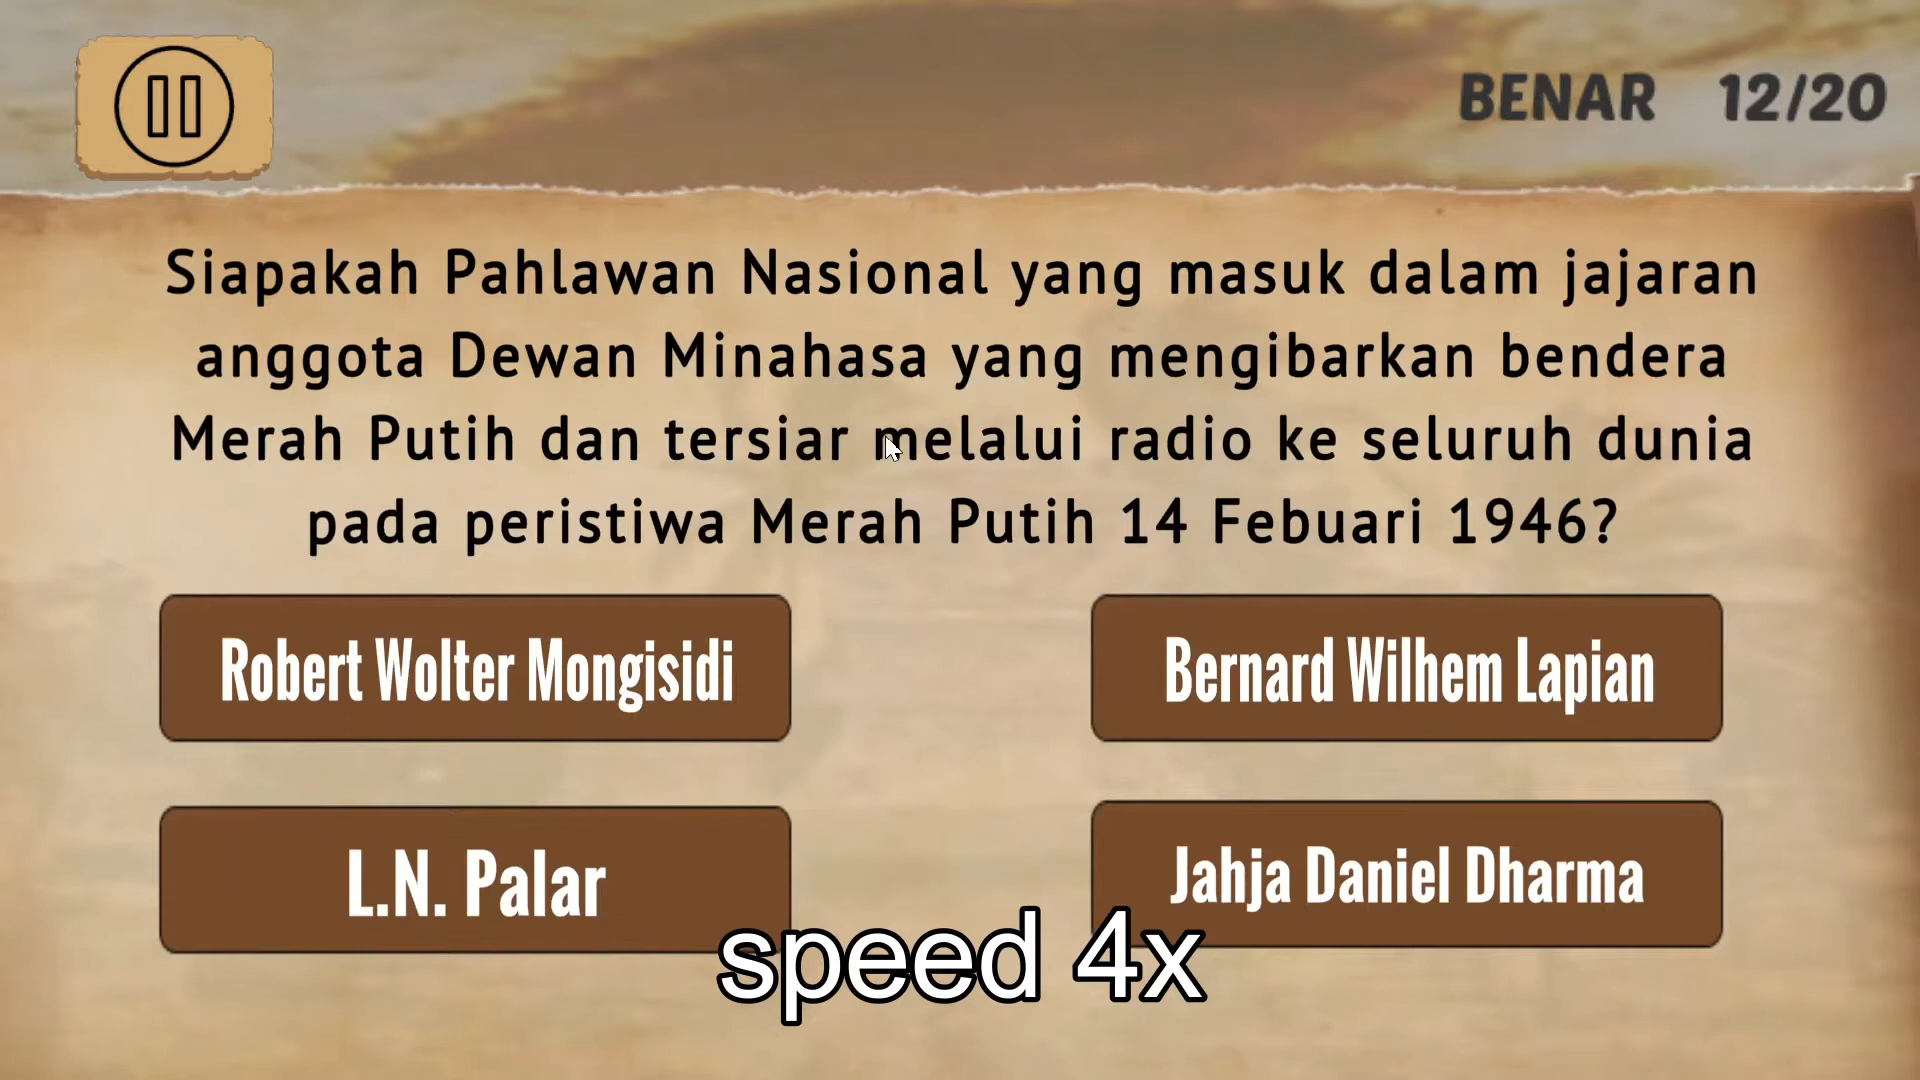 BENAR 12/20
Siapakah Pahlawan Nasional yang masuk dalam jajaran
anggota Dewan Minahasa yang mengibarkan bendera
Merah Putih dan tersiar melalui radio ke seluruh dunia
pada peristiwa Merah Putih 14 Febuari 1946?
Robert Wolter Mongisidi
Bernard Wilhem Lapian
L.N. Palar
Jahja Daniel Dharma
speed 4x